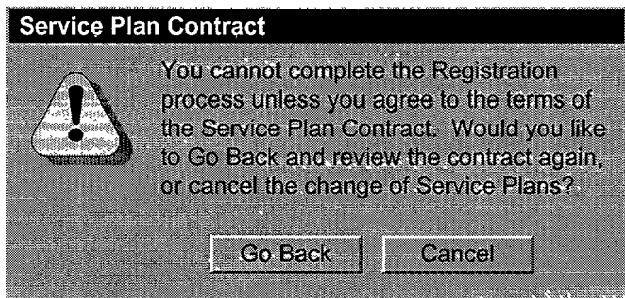 Service Plan Contract
You cannot complete the Registration
process unless you agree to the terms of
the Service Plan Contract. Would you like
to Go Back and review the contract again,
or cancel the change of Service Plans?
Go Back Cancel